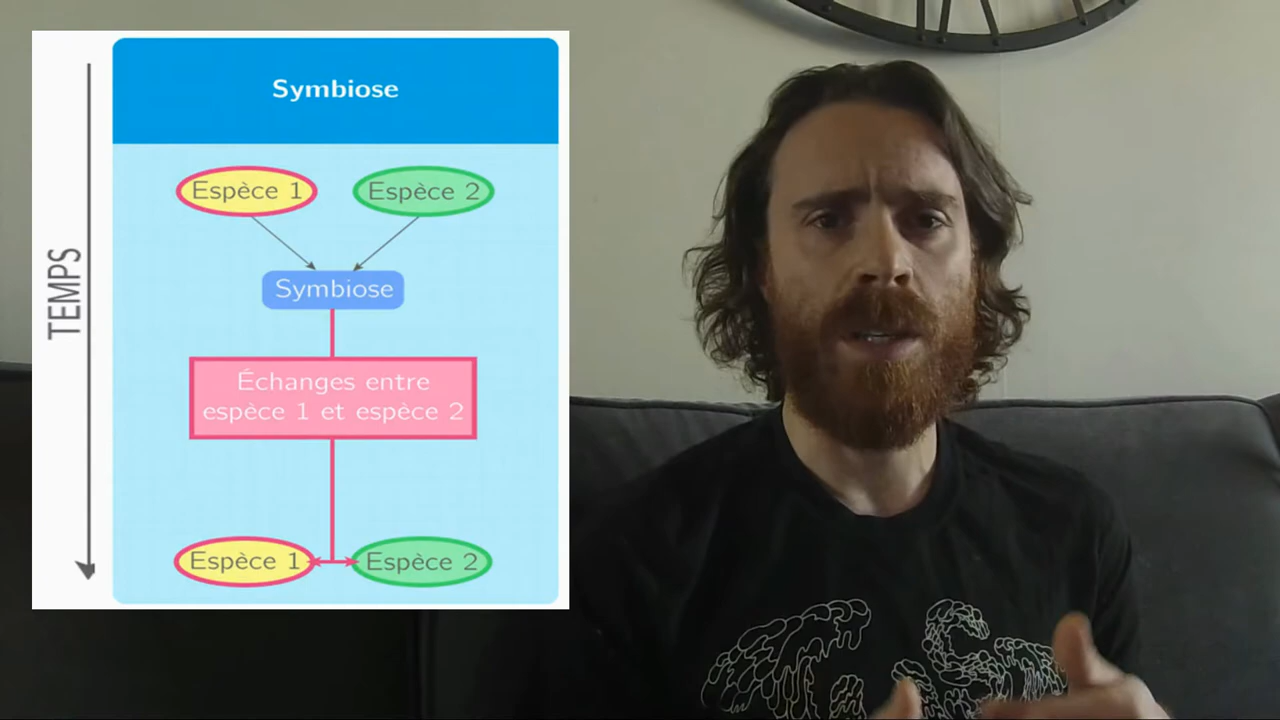 Symbiose
TEMPS
Espèce 1
Espèce 2
Symbiose
Échanges entre
espèce 1 et espèce 2
Espèce 1
Espèce 2